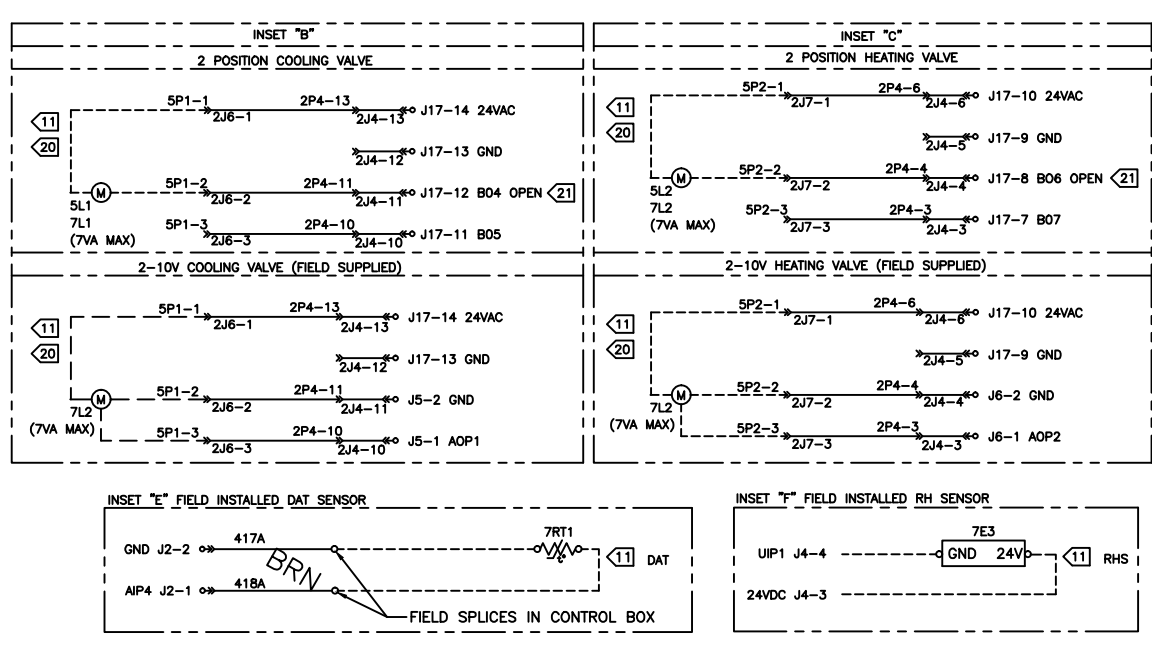 INSET "B"
2 POSITION COOLING VALVE
11
20
5P1-1
2J6-1
2P4-13
2J4-13
J17-14 24VAC
2J4-12
J17-13 GND
M
5L1
7L1
(7VA MAX)
5P1-2
2J6-2
2P4-11
2J4-11
J17-12 BO4 OPEN
21
5P1-3
2J6-3
2P4-10
2J4-10
J17-11 BO5
2-10V COOLING VALVE (FIELD SUPPLIED)
11
20
5P1-1
2J6-1
2P4-13
2J4-13
J17-14 24VAC
2J4-12
J17-13 GND
M
7L2
(7VA MAX)
5P1-2
2J6-2
2P4-11
2J4-11
J5-2 GND
5P1-3
2J6-3
2P4-10
2J4-10
J5-1 AOP1
INSET "C"
2 POSITION HEATING VALVE
11
20
5P2-1
2J7-1
2P4-6
2J4-6
J17-10 24VAC
2J4-5
J17-9 GND
M
5L2
7L2
(7VA MAX)
5P2-2
2J7-2
2P4-4
2J4-4
J17-8 BO6 OPEN
21
5P2-3
2J7-3
2P4-3
2J4-3
J17-7 BO7
2-10V HEATING VALVE (FIELD SUPPLIED)
11
20
5P2-1
2J7-1
2P4-6
2J4-6
J17-10 24VAC
2J4-5
J17-9 GND
M
7L2
(7VA MAX)
5P2-2
2J7-2
2P4-4
2J4-4
J6-2 GND
5P2-3
2J7-3
2P4-3
2J4-3
J6-1 AOP2
INSET "E" FIELD INSTALLED DAT SENSOR
GND J2-2
417A
BRN
7RT1
11
DAT
AIP4 J2-1
418A
FIELD SPLICES IN CONTROL BOX
INSET "F" FIELD INSTALLED RH SENSOR
7E3
UIP1 J4-4
GND 24V
11
RHS
24VDC J4-3